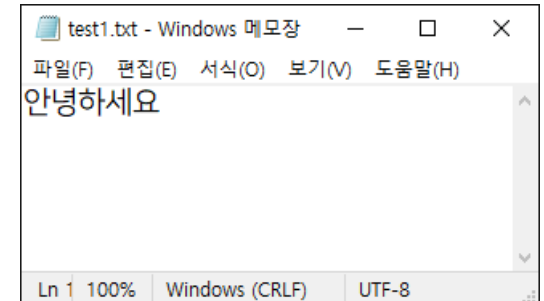 test1.txt - Windows 메모장
파일(F) 편집(E) 서식(O) 보기(V) 도움말(H)
안녕하세요
Ln 1 100% Windows (CRLF) UTF-8